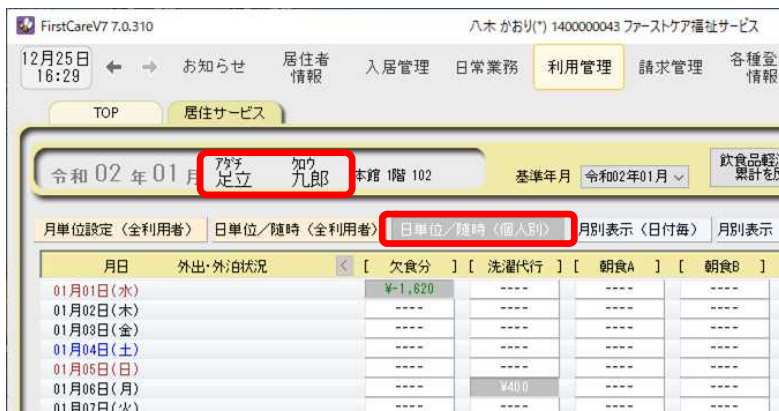 FirstCareV7 7.0.310 八木 かおり(*) 1400000043 ファーストケア福祉サービス
12月25日 16:29 お知らせ 居住者情報 入居管理 日常業務 利用管理 請求管理 各種登 情報
TOP 居住サービス
アダチ クロウ
令和 02 年 01 月 足立 九郎 本館 1階 102 基準年月 令和02年01月 飲食品軽 累計を
月単位設定〈全利用者〉 日単位/随時〈全利用者〉 日単位/随時〈個人別〉 月別表示〈日付毎〉 月別表示
月日 外出・外泊状況 < [ 欠食分 ] [ 洗濯代行 ] [ 朝食A ] [ 朝食B ]
01月01日(水) ¥-1,620 ---- ---- ----
01月02日(木) ---- ---- ---- ----
01月03日(金) ---- ---- ---- ----
01月04日(土) ---- ---- ---- ----
01月05日(日) ---- ---- ---- ----
01月06日(月) ---- ¥400 ---- ----
01月07日(火) ---- ---- ---- ----